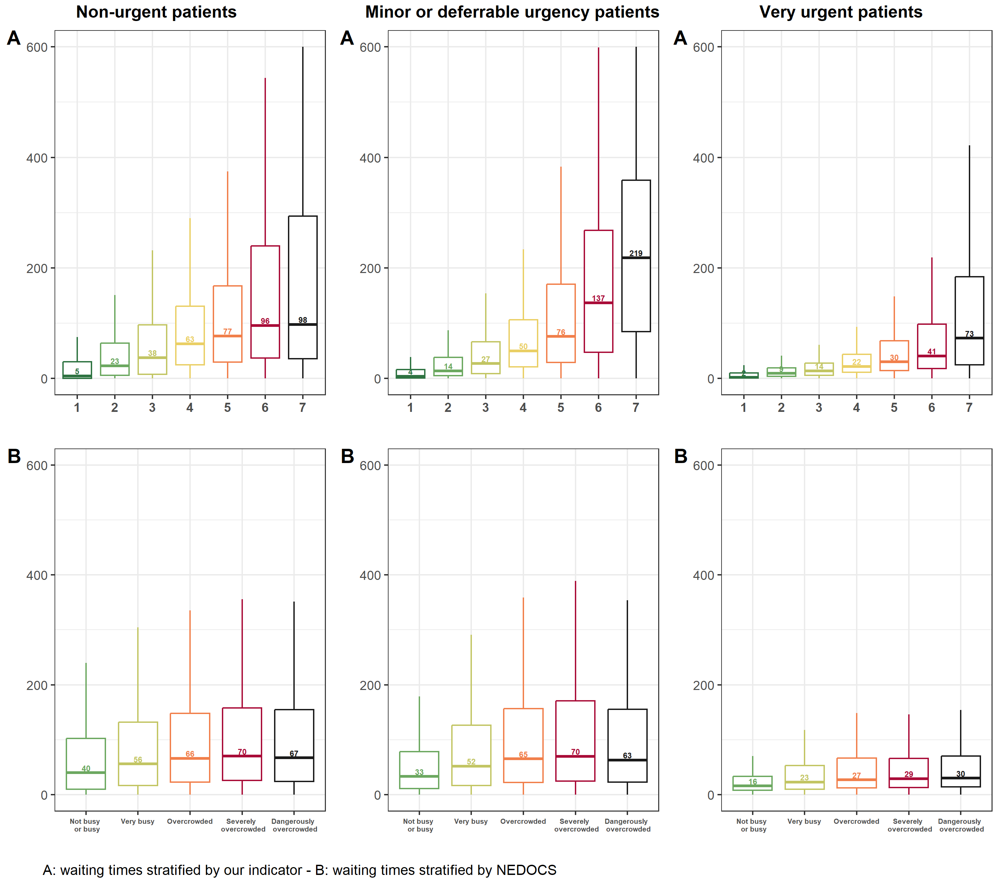 Non-urgent patients
Minor or deferrable urgency patients
Very urgent patients
A
600
400
200
0
5
23
38
63
77
96
98
1 2 3 4 5 6 7
A
600
400
200
0
4
14
27
50
76
137
219
1 2 3 4 5 6 7
A
600
400
200
0
2
9
14
22
30
41
73
1 2 3 4 5 6 7
B
600
400
200
0
40
56
66
70
67
Not busy
or busy
Very busy
Overcrowded
Severely
overcrowded
Dangerously
overcrowded
B
600
400
200
0
33
52
65
70
63
Not busy
or busy
Very busy
Overcrowded
Severely
overcrowded
Dangerously
overcrowded
B
600
400
200
0
16
23
27
29
30
Not busy
or busy
Very busy
Overcrowded
Severely
overcrowded
Dangerously
overcrowded
A: waiting times stratified by our indicator - B: waiting times stratified by NEDOCS